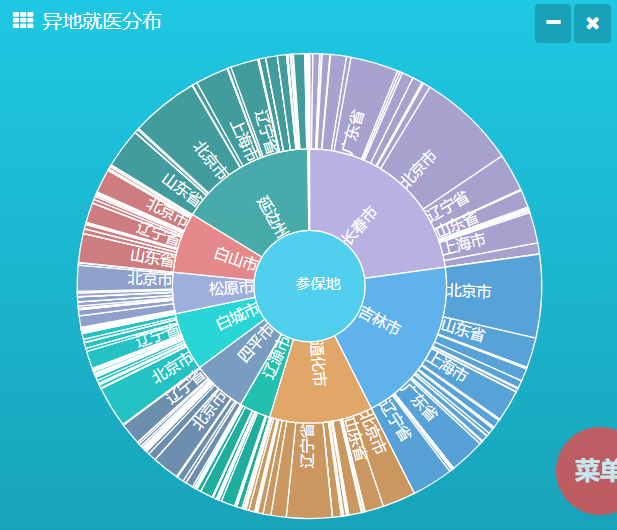 异地就医分布
参保地
长春市
广东省
北京市
辽宁省
山东省
上海市
吉林市
北京市
山东省
上海市
广东省
辽宁省
通化市
北京市
山东省
辽宁省
辽源市
四平市
北京市
辽宁省
白城市
北京市
辽宁省
松原市
北京市
白山市
山东省
辽宁省
北京市
延边州
山东省
北京市
上海市
辽宁省
菜单